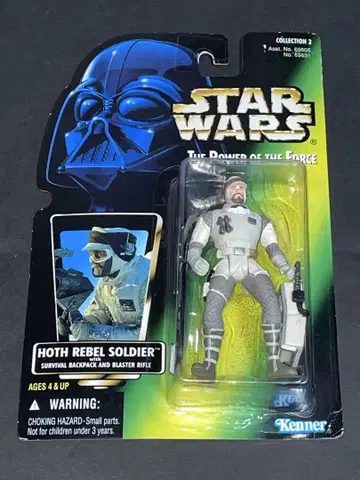 COLLECTION 2
Asst. No. 69605
No. 69631
STAR
WARS
THE POWER OF THE FORCE
HOTH REBEL SOLDIER™
with
SURVIVAL BACKPACK AND BLASTER RIFLE
AGES 4 & UP
⚠ WARNING:
CHOKING HAZARD-Small parts.
Not for children under 3 years.
Kenner